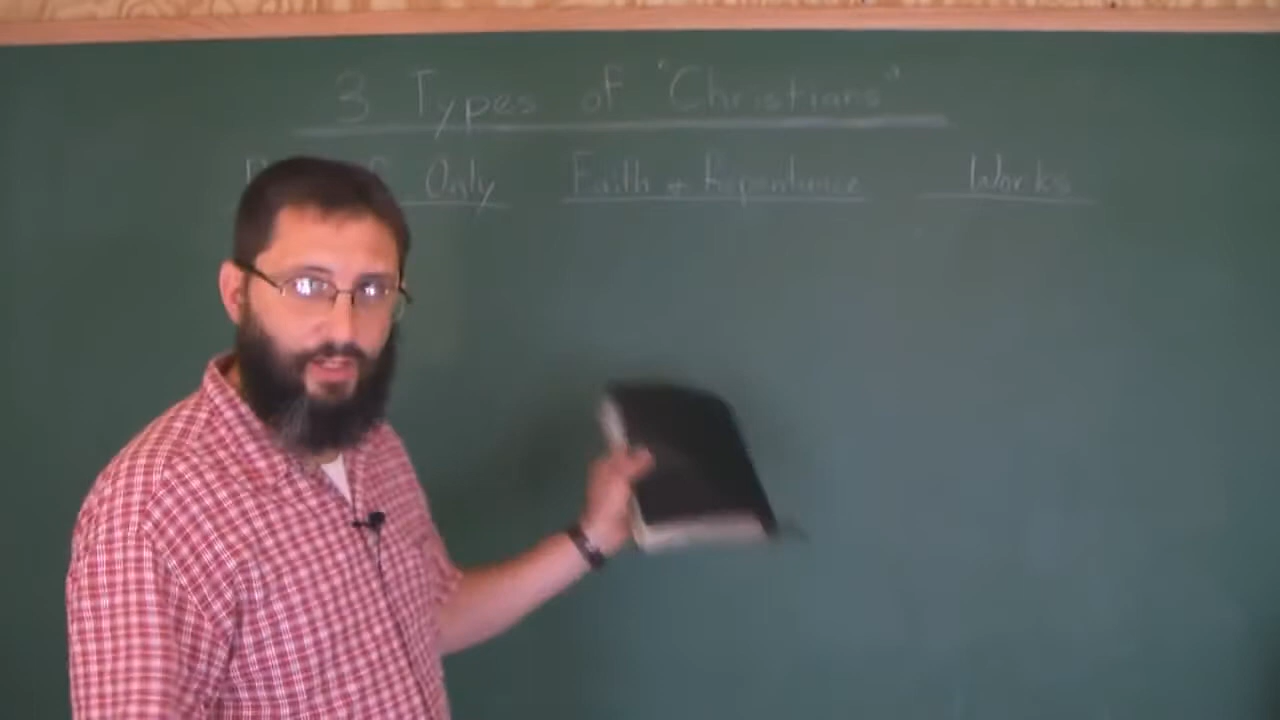 3 Types of "Christians"
Only Faith + Repentance Works